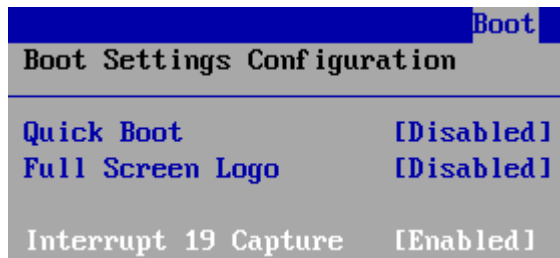 Boot
Boot Settings Configuration
Quick Boot [Disabled]
Full Screen Logo [Disabled]
Interrupt 19 Capture [Enabled]